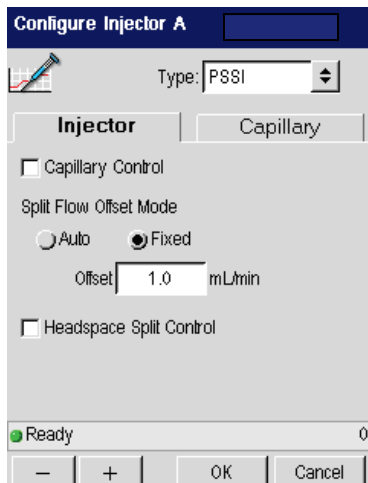 Configure Injector A
Type: PSSI
Injector Capillary
Capillary Control
Split Flow Offset Mode
Auto Fixed
Offset 1.0 mL/min
Headspace Split Control
Ready 0
− + OK Cancel